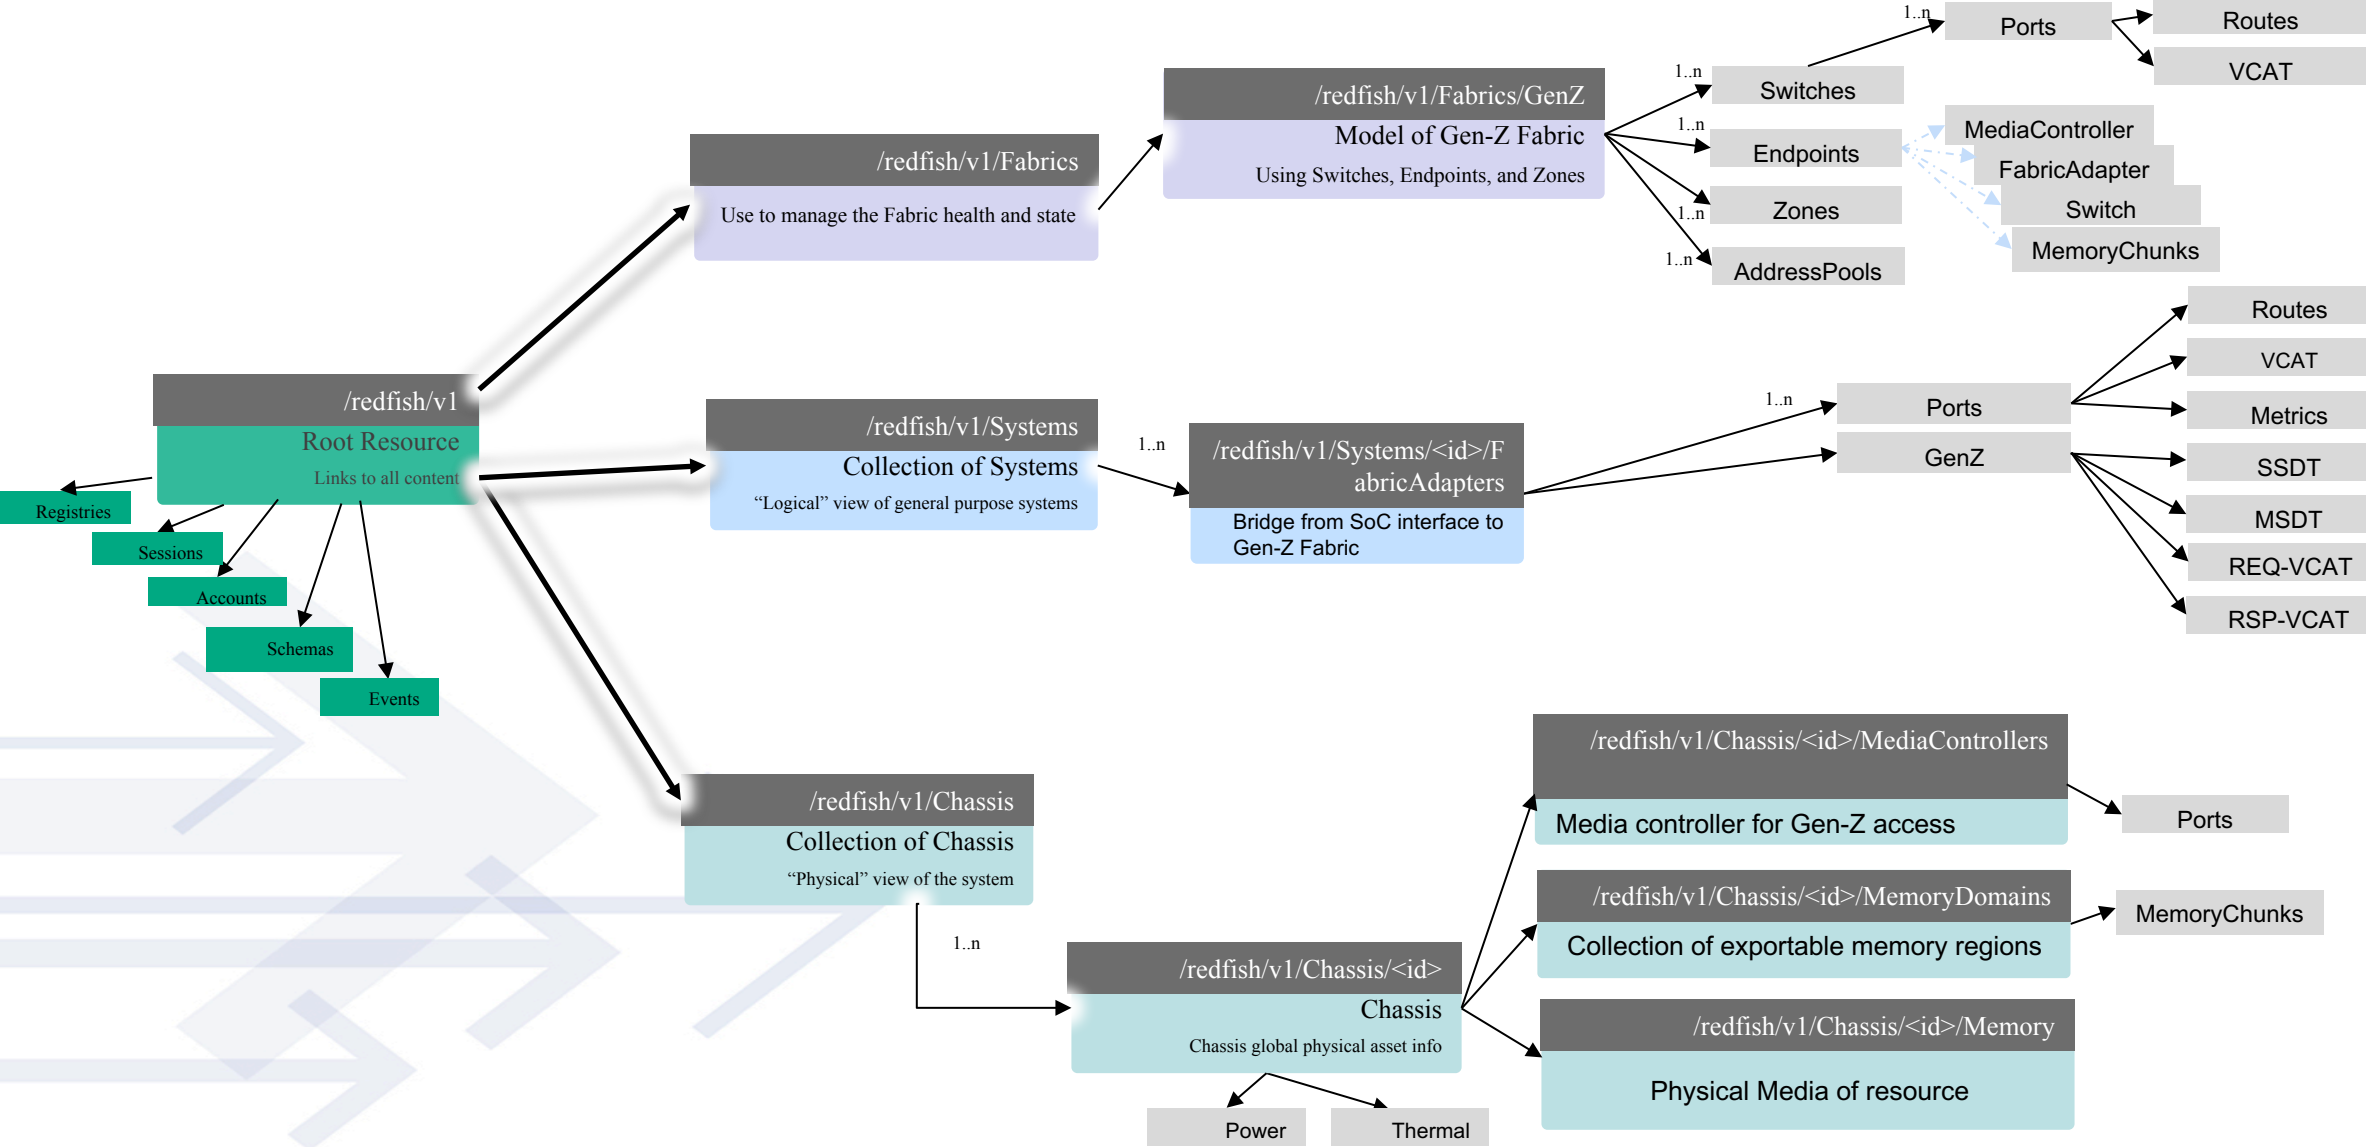 /redfish/v1
Root Resource
Links to all content
Registries
Sessions
Accounts
Schemas
Events
/redfish/v1/Fabrics
Use to manage the Fabric health and state
/redfish/v1/Fabrics/GenZ
Model of Gen-Z Fabric
Using Switches, Endpoints, and Zones
1..n
Switches
1..n
Ports
Routes
VCAT
1..n
Endpoints
MediaController
FabricAdapter
Switch
MemoryChunks
1..n
Zones
1..n
AddressPools
/redfish/v1/Systems
Collection of Systems
“Logical” view of general purpose systems
1..n
/redfish/v1/Systems/<id>/F
abricAdapters
Bridge from SoC interface to
Gen-Z Fabric
1..n
Ports
GenZ
Routes
VCAT
Metrics
SSDT
MSDT
REQ-VCAT
RSP-VCAT
/redfish/v1/Chassis
Collection of Chassis
“Physical” view of the system
1..n
/redfish/v1/Chassis/<id>
Chassis
Chassis global physical asset info
Power
Thermal
/redfish/v1/Chassis/<id>/MediaControllers
Media controller for Gen-Z access
Ports
/redfish/v1/Chassis/<id>/MemoryDomains
Collection of exportable memory regions
MemoryChunks
/redfish/v1/Chassis/<id>/Memory
Physical Media of resource